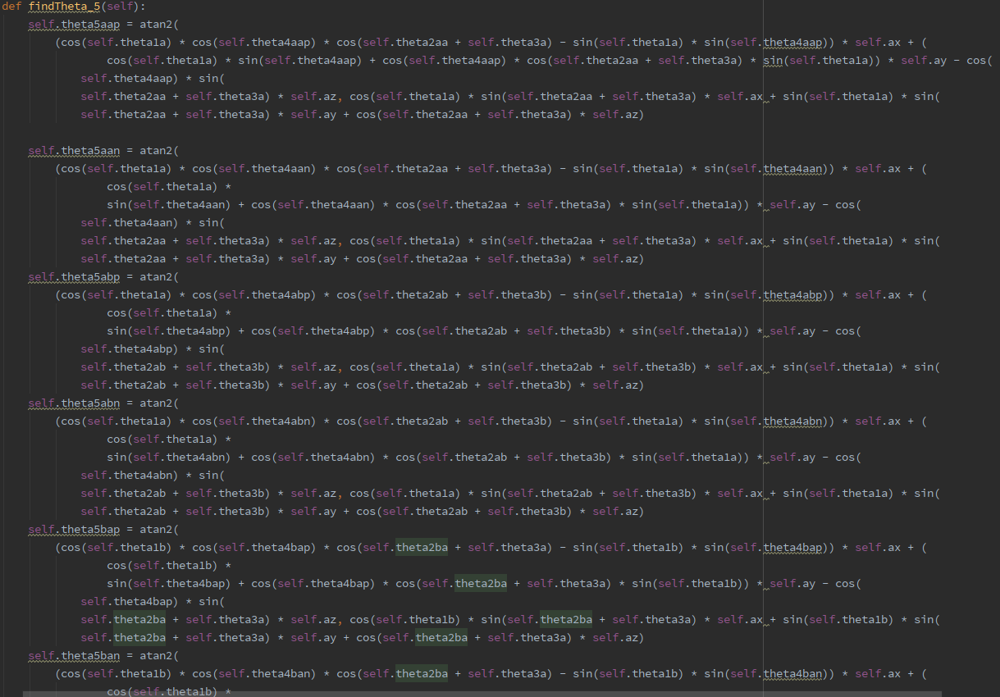 def findTheta_5(self):
self.theta5aap = atan2(
(cos(self.theta1a) * cos(self.theta4aap) * cos(self.theta2aa + self.theta3a) - sin(self.theta1a) * sin(self.theta4aap)) * self.ax + (
cos(self.theta1a) * sin(self.theta4aap) + cos(self.theta4aap) * cos(self.theta2aa + self.theta3a) * sin(self.theta1a)) * self.ay - cos(
self.theta4aap) * sin(
self.theta2aa + self.theta3a) * self.az, cos(self.theta1a) * sin(self.theta2aa + self.theta3a) * self.ax + sin(self.theta1a) * sin(
self.theta2aa + self.theta3a) * self.ay + cos(self.theta2aa + self.theta3a) * self.az)
self.theta5aan = atan2(
(cos(self.theta1a) * cos(self.theta4aan) * cos(self.theta2aa + self.theta3a) - sin(self.theta1a) * sin(self.theta4aan)) * self.ax + (
cos(self.theta1a) *
sin(self.theta4aan) + cos(self.theta4aan) * cos(self.theta2aa + self.theta3a) * sin(self.theta1a)) * self.ay - cos(
self.theta4aan) * sin(
self.theta2aa + self.theta3a) * self.az, cos(self.theta1a) * sin(self.theta2aa + self.theta3a) * self.ax + sin(self.theta1a) * sin(
self.theta2aa + self.theta3a) * self.ay + cos(self.theta2aa + self.theta3a) * self.az)
self.theta5abp = atan2(
(cos(self.theta1a) * cos(self.theta4abp) * cos(self.theta2ab + self.theta3b) - sin(self.theta1a) * sin(self.theta4abp)) * self.ax + (
cos(self.theta1a) *
sin(self.theta4abp) + cos(self.theta4abp) * cos(self.theta2ab + self.theta3b) * sin(self.theta1a)) * self.ay - cos(
self.theta4abp) * sin(
self.theta2ab + self.theta3b) * self.az, cos(self.theta1a) * sin(self.theta2ab + self.theta3b) * self.ax + sin(self.theta1a) * sin(
self.theta2ab + self.theta3b) * self.ay + cos(self.theta2ab + self.theta3b) * self.az)
self.theta5abn = atan2(
(cos(self.theta1a) * cos(self.theta4abn) * cos(self.theta2ab + self.theta3b) - sin(self.theta1a) * sin(self.theta4abn)) * self.ax + (
cos(self.theta1a) *
sin(self.theta4abn) + cos(self.theta4abn) * cos(self.theta2ab + self.theta3b) * sin(self.theta1a)) * self.ay - cos(
self.theta4abn) * sin(
self.theta2ab + self.theta3b) * self.az, cos(self.theta1a) * sin(self.theta2ab + self.theta3b) * self.ax + sin(self.theta1a) * sin(
self.theta2ab + self.theta3b) * self.ay + cos(self.theta2ab + self.theta3b) * self.az)
self.theta5bap = atan2(
(cos(self.theta1b) * cos(self.theta4bap) * cos(self.theta2ba + self.theta3a) - sin(self.theta1b) * sin(self.theta4bap)) * self.ax + (
cos(self.theta1b) *
sin(self.theta4bap) + cos(self.theta4bap) * cos(self.theta2ba + self.theta3a) * sin(self.theta1b)) * self.ay - cos(
self.theta4bap) * sin(
self.theta2ba + self.theta3a) * self.az, cos(self.theta1b) * sin(self.theta2ba + self.theta3a) * self.ax + sin(self.theta1b) * sin(
self.theta2ba + self.theta3a) * self.ay + cos(self.theta2ba + self.theta3a) * self.az)
self.theta5ban = atan2(
(cos(self.theta1b) * cos(self.theta4ban) * cos(self.theta2ba + self.theta3a) - sin(self.theta1b) * sin(self.theta4ban)) * self.ax + (
cos(self.theta1b) *